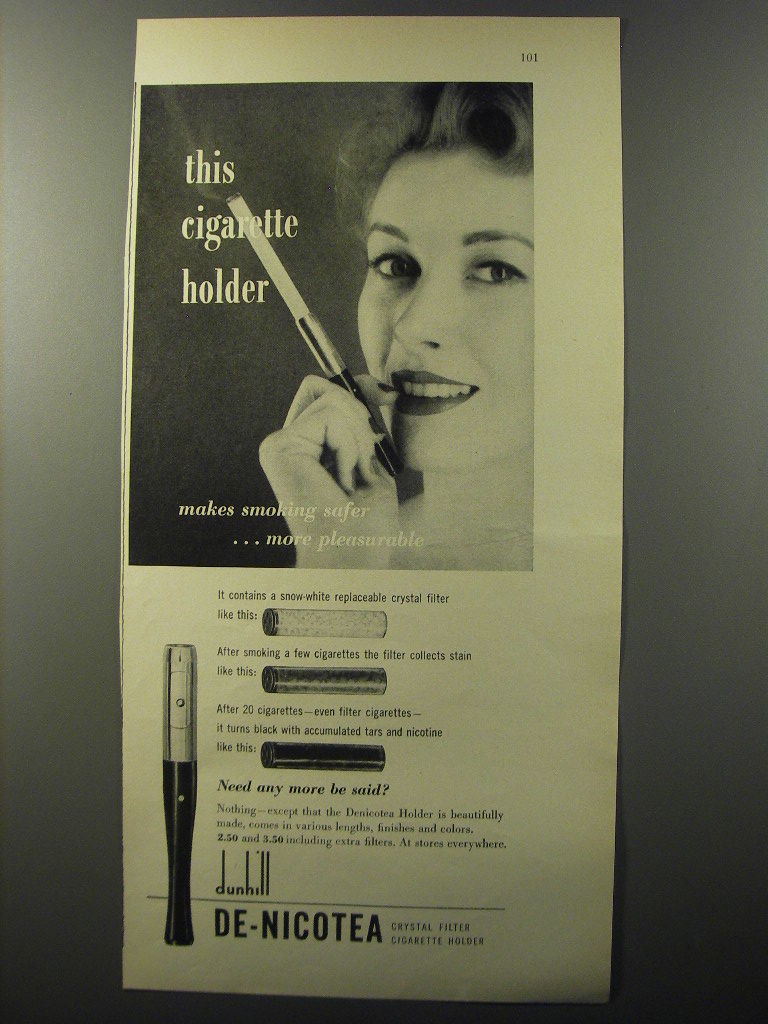 101
this
cigarette
holder
makes smoking safer
... more pleasurable
It contains a snow-white replaceable crystal filter
like this:
After smoking a few cigarettes the filter collects stain
like this:
After 20 cigarettes—even filter cigarettes—
it turns black with accumulated tars and nicotine
like this:
Need any more be said?
Nothing—except that the Denicotea Holder is beautifully
made, comes in various lengths, finishes and colors.
2.50 and 3.50 including extra filters. At stores everywhere.
dunhill
DE-NICOTEA CRYSTAL FILTER
CIGARETTE HOLDER